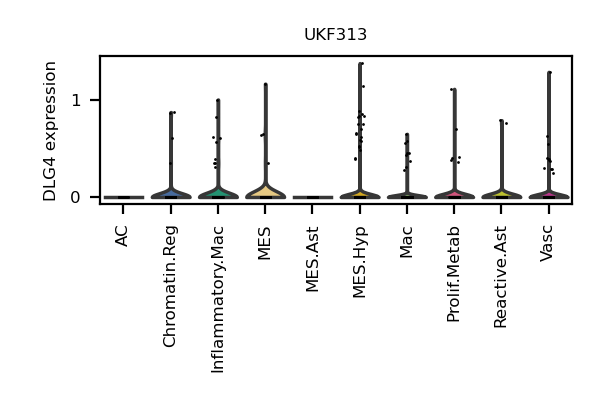 UKF313
DLG4 expression
1
0
AC
Chromatin.Reg
Inflammatory.Mac
MES
MES.Ast
MES.Hyp
Mac
Prolif.Metab
Reactive.Ast
Vasc